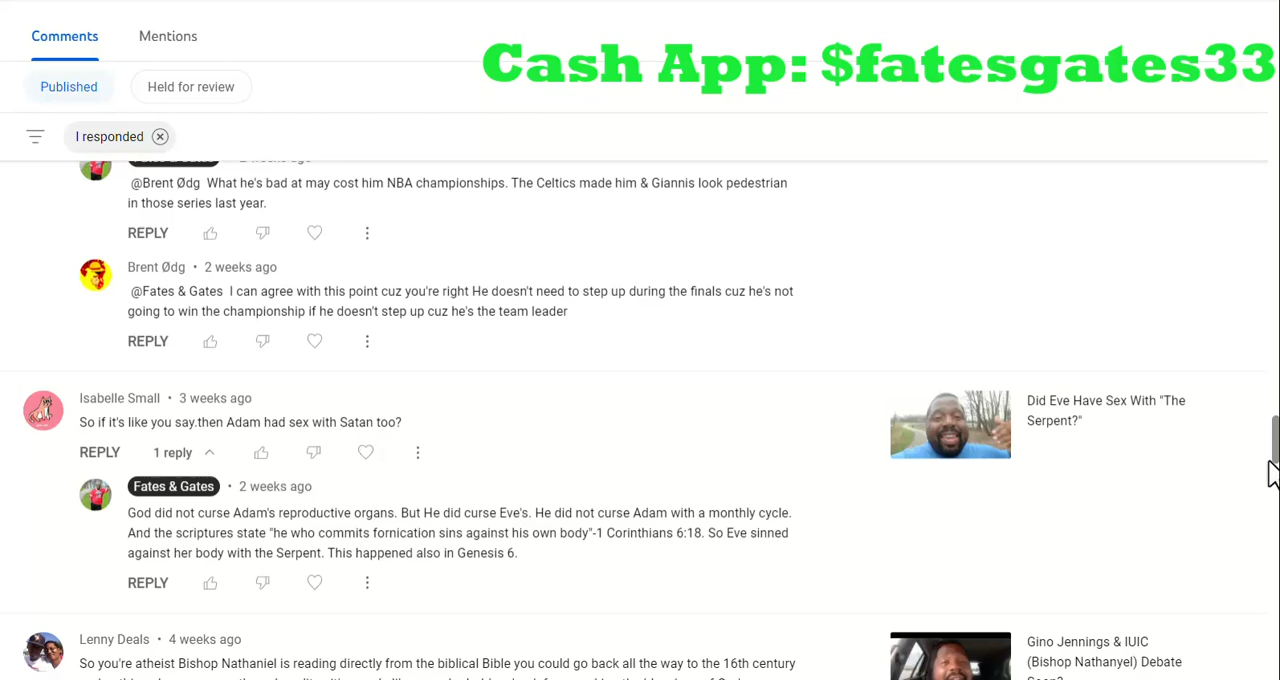 Comments
Mentions
Cash App: $fatesgates33
Published
Held for review
I responded
@Brent Ødg What he's bad at may cost him NBA championships. The Celtics made him & Giannis look pedestrian
in those series last year.
REPLY
Brent Ødg • 2 weeks ago
@Fates & Gates I can agree with this point cuz you're right He doesn't need to step up during the finals cuz he's not
going to win the championship if he doesn't step up cuz he's the team leader
REPLY
Isabelle Small • 3 weeks ago
So if it's like you say.then Adam had sex with Satan too?
REPLY 1 reply
Did Eve Have Sex With "The
Serpent?"
Fates & Gates • 2 weeks ago
God did not curse Adam's reproductive organs. But He did curse Eve's. He did not curse Adam with a monthly cycle.
And the scriptures state "he who commits fornication sins against his own body"-1 Corinthians 6:18. So Eve sinned
against her body with the Serpent. This happened also in Genesis 6.
REPLY
Lenny Deals • 4 weeks ago
So you're atheist Bishop Nathaniel is reading directly from the biblical Bible you could go back all the way to the 16th century
Gino Jennings & IUIC
(Bishop Nathanyel) Debate